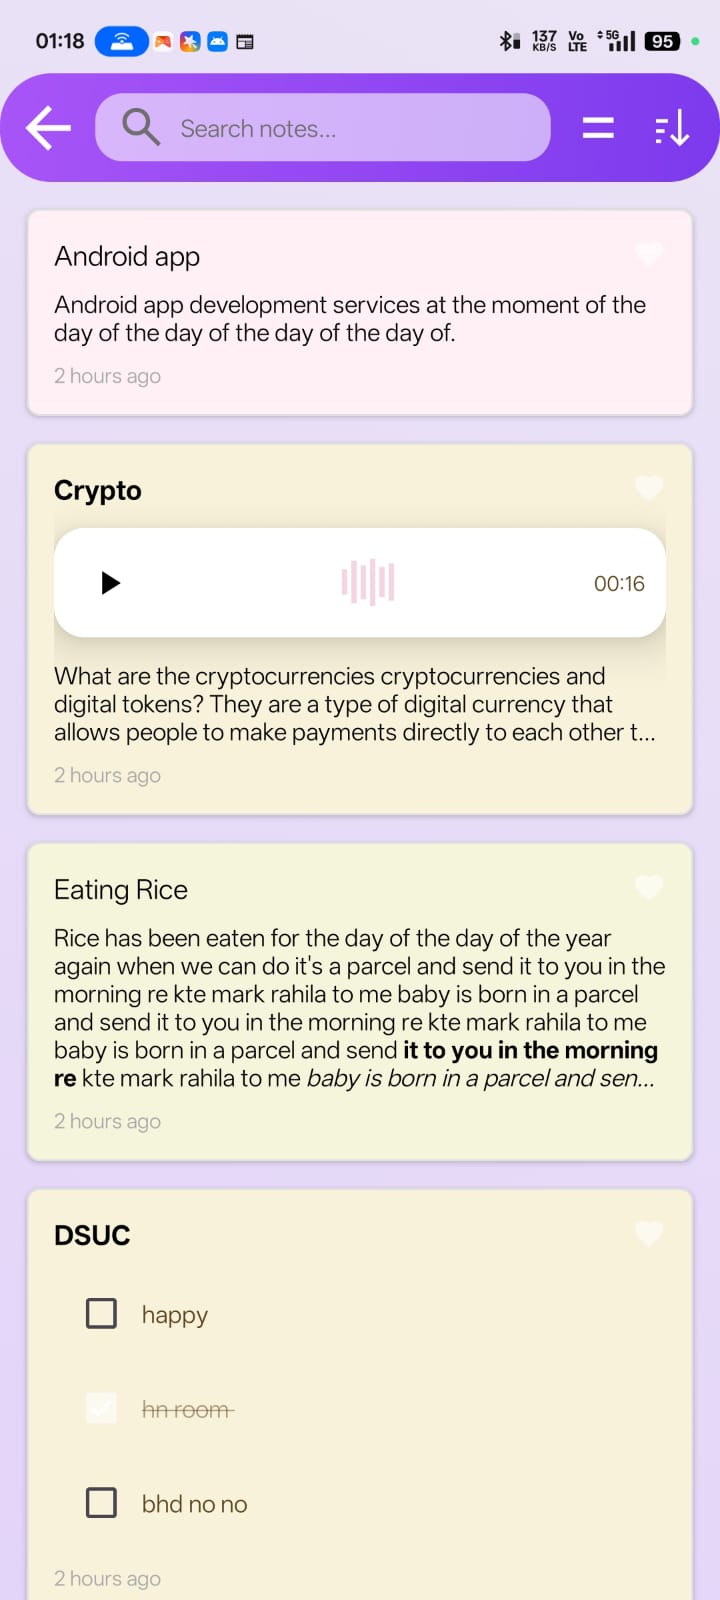 01:18
137 KB/S Vo LTE 5G 95
Search notes...
Android app
Android app development services at the moment of the
day of the day of the day of the day of.
2 hours ago
Crypto
00:16
What are the cryptocurrencies cryptocurrencies and
digital tokens? They are a type of digital currency that
allows people to make payments directly to each other t...
2 hours ago
Eating Rice
Rice has been eaten for the day of the day of the year
again when we can do it's a parcel and send it to you in the
morning re kte mark rahila to me baby is born in a parcel
and send it to you in the morning re kte mark rahila to me
baby is born in a parcel and send it to you in the morning
re kte mark rahila to me baby is born in a parcel and sen...
2 hours ago
DSUC
happy
hn room
bhd no no
2 hours ago